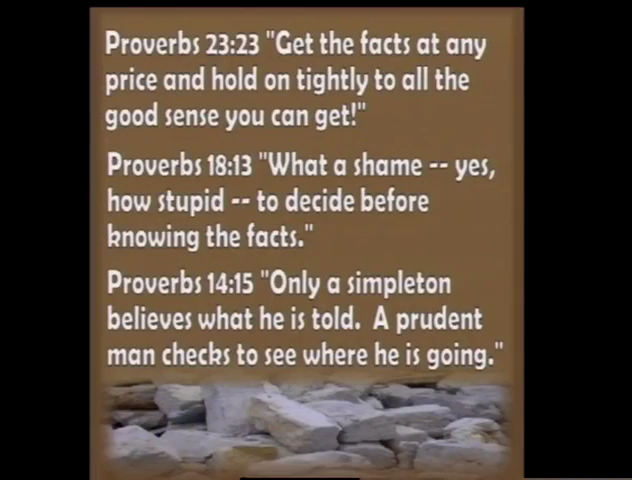 Proverbs 23:23 "Get the facts at any
price and hold on tightly to all the
good sense you can get!"
Proverbs 18:13 "What a shame -- yes,
how stupid -- to decide before
knowing the facts."
Proverbs 14:15 "Only a simpleton
believes what he is told.  A prudent
man checks to see where he is going."